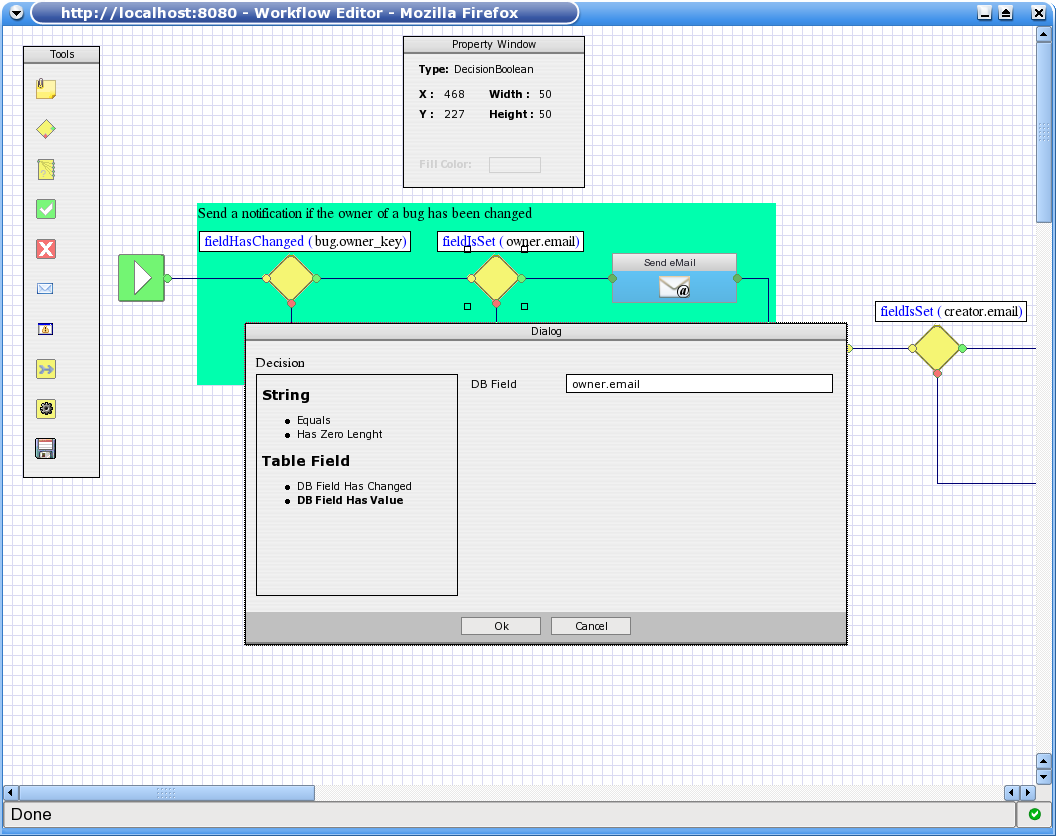 http://localhost:8080 - Workflow Editor - Mozilla Firefox
Tools
Property Window
Type: DecisionBoolean
X : 468 Width : 50
Y : 227 Height : 50
Fill Color:
Send a notification if the owner of a bug has been changed
fieldHasChanged ( bug.owner_key)
fieldIsSet ( owner.email)
Send eMail
@
fieldIsSet ( creator.email)
Dialog
Decision
String
Equals
Has Zero Lenght
Table Field
DB Field Has Changed
DB Field Has Value
DB Field owner.email
Ok
Cancel
Done